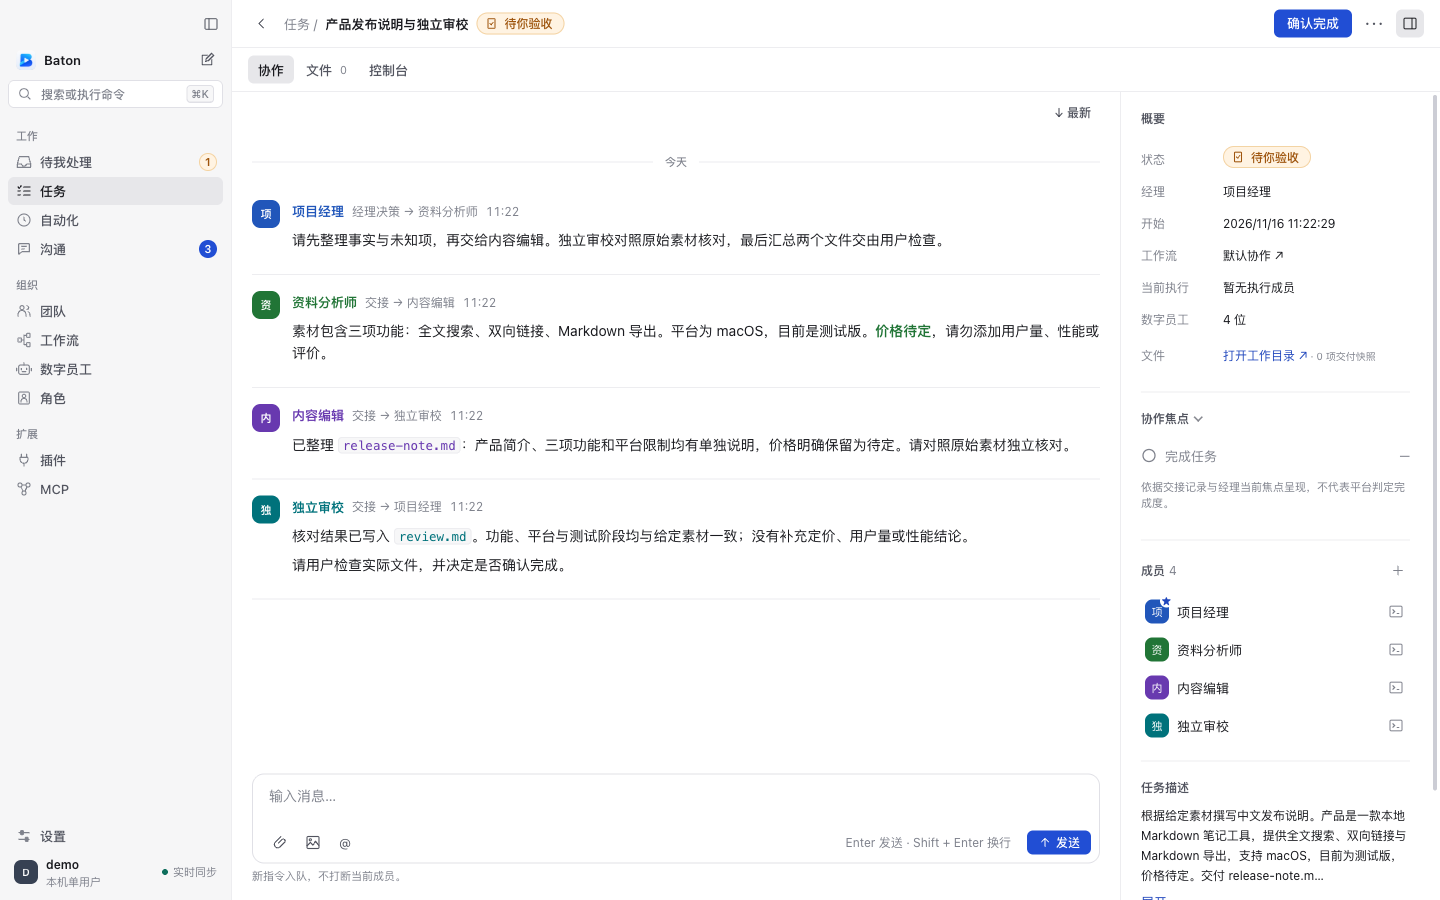 Baton
搜索或执行命令 ⌘K
工作
待我处理 1
任务
自动化
沟通 3
组织
团队
工作流
数字员工
角色
扩展
插件
MCP
设置
D demo
本机单用户
实时同步
任务 / 产品发布说明与独立审校 待你验收
确认完成
协作 文件 0 控制台
↓ 最新
今天
项 项目经理 经理决策 → 资料分析师 11:22
请先整理事实与未知项，再交给内容编辑。独立审校对照原始素材核对，最后汇总两个文件交由用户检查。
资 资料分析师 交接 → 内容编辑 11:22
素材包含三项功能：全文搜索、双向链接、Markdown 导出。平台为 macOS，目前是测试版。价格待定，请勿添加用户量、性能或
评价。
内 内容编辑 交接 → 独立审校 11:22
已整理 release-note.md：产品简介、三项功能和平台限制均有单独说明，价格明确保留为待定。请对照原始素材独立核对。
独 独立审校 交接 → 项目经理 11:22
核对结果已写入 review.md。功能、平台与测试阶段均与给定素材一致；没有补充定价、用户量或性能结论。
请用户检查实际文件，并决定是否确认完成。
输入消息...
@
Enter 发送 · Shift + Enter 换行
↑ 发送
新指令入队，不打断当前成员。
概要
状态 待你验收
经理 项目经理
开始 2026/11/16 11:22:29
工作流 默认协作 ↗
当前执行 暂无执行成员
数字员工 4 位
文件 打开工作目录 ↗ · 0 项交付快照
协作焦点
完成任务
依据交接记录与经理当前焦点呈现，不代表平台判定完
成度。
成员 4
项 项目经理
资 资料分析师
内 内容编辑
独 独立审校
任务描述
根据给定素材撰写中文发布说明。产品是一款本地
Markdown 笔记工具，提供全文搜索、双向链接与
Markdown 导出，支持 macOS，目前为测试版，
价格待定。交付 release-note.m...